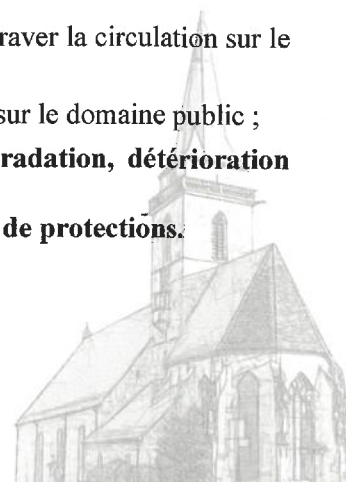 raver la circulation sur le
sur le domaine public ;
radation, détérioration
de protections.